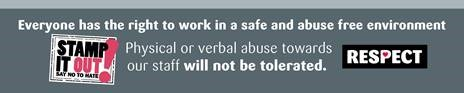 Everyone has the right to work in a safe and abuse free environment
STAMP
IT OUT!
SAY NO TO HATE
Physical or verbal abuse towards
our staff will not be tolerated.
RESPECT